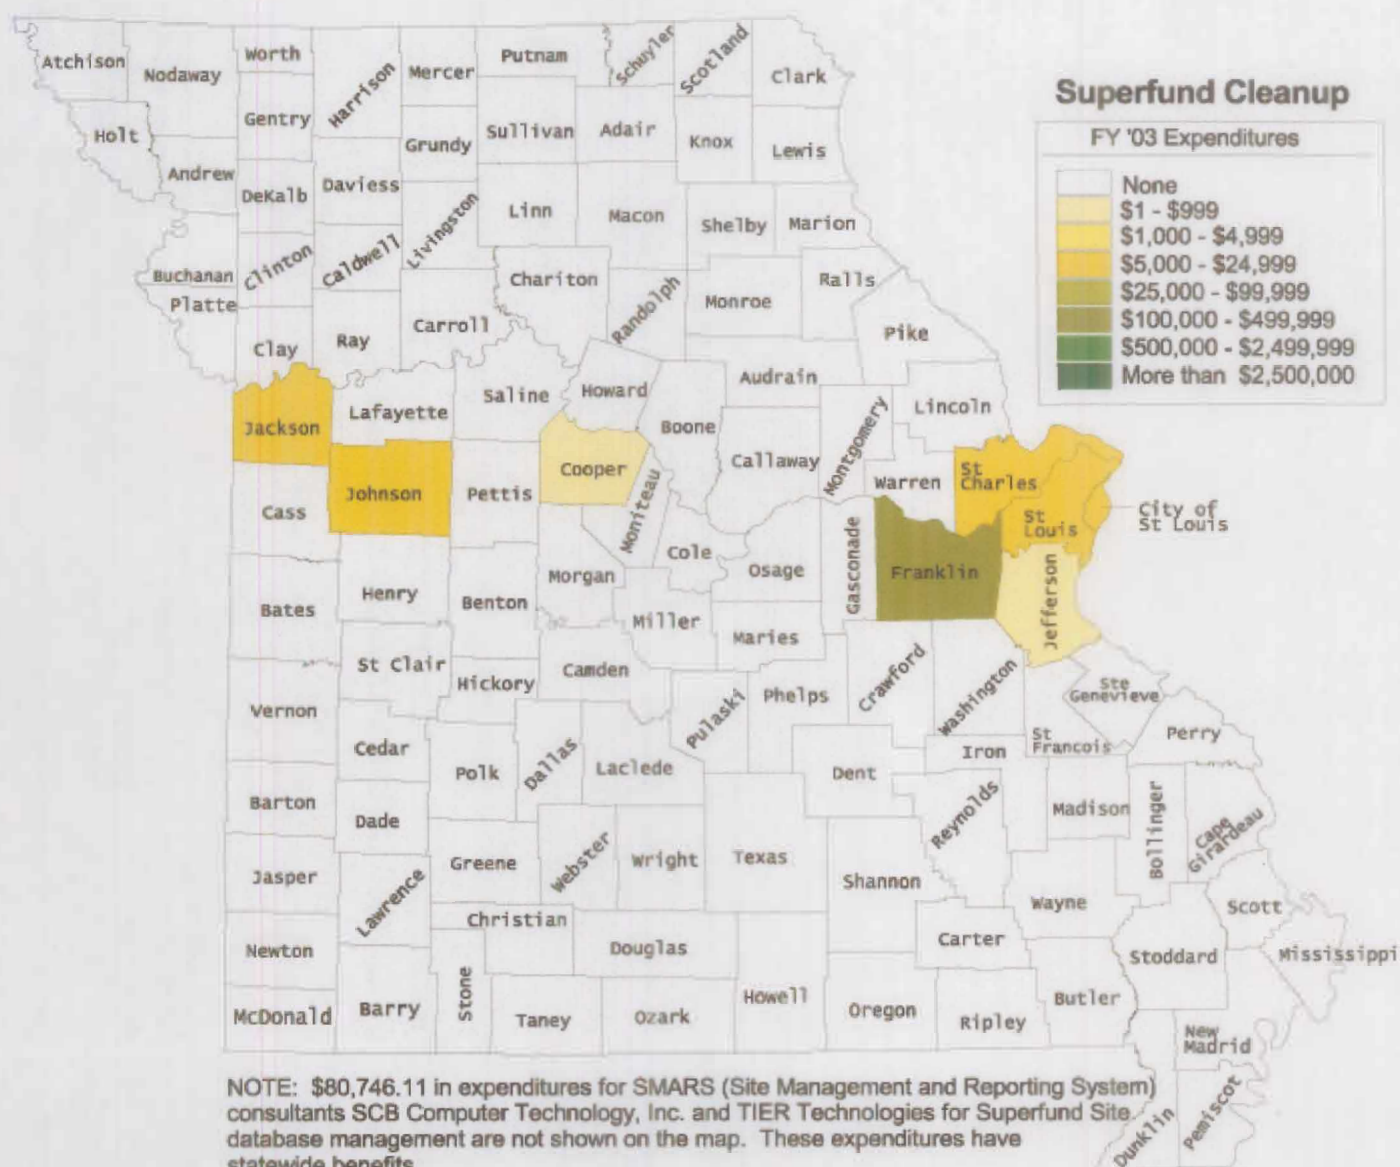 Superfund Cleanup
FY '03 Expenditures
None
$1 - $999
$1,000 - $4,999
$5,000 - $24,999
$25,000 - $99,999
$100,000 - $499,999
$500,000 - $2,499,999
More than $2,500,000
Atchison
Nodaway
Worth
Harrison
Mercer
Putnam
Schuyler
Scotland
Clark
Holt
Gentry
Grundy
Sullivan
Adair
Knox
Lewis
Andrew
DeKalb
Daviess
Livingston
Linn
Macon
Shelby
Marion
Buchanan
Clinton
Caldwell
Chariton
Randolph
Monroe
Ralls
Platte
Clay
Ray
Carroll
Pike
Audrain
Jackson
Lafayette
Saline
Howard
Boone
Callaway
Montgomery
Lincoln
Cooper
Warren
St
Charles
Johnson
Pettis
Moniteau
City of
St Louis
St
Louis
Cass
Cole
Osage
Gasconade
Franklin
Jefferson
Morgan
Bates
Henry
Benton
Miller
Maries
St Clair
Hickory
Camden
Pulaski
Phelps
Crawford
Washington
Ste
Genevieve
Vernon
Cedar
Polk
Dallas
Laclede
Dent
Iron
St
Francois
Perry
Barton
Dade
Reynolds
Madison
Bollinger
Cape
Girardeau
Jasper
Lawrence
Greene
Webster
Wright
Texas
Shannon
Wayne
Scott
Christian
Newton
Douglas
Carter
Stoddard
Mississippi
McDonald
Barry
Stone
Taney
Ozark
Howell
Oregon
Ripley
Butler
New
Madrid
Dunklin
Pemiscot
NOTE: $80,746.11 in expenditures for SMARS (Site Management and Reporting System)
consultants SCB Computer Technology, Inc. and TIER Technologies for Superfund Site
database management are not shown on the map. These expenditures have
statewide benefits